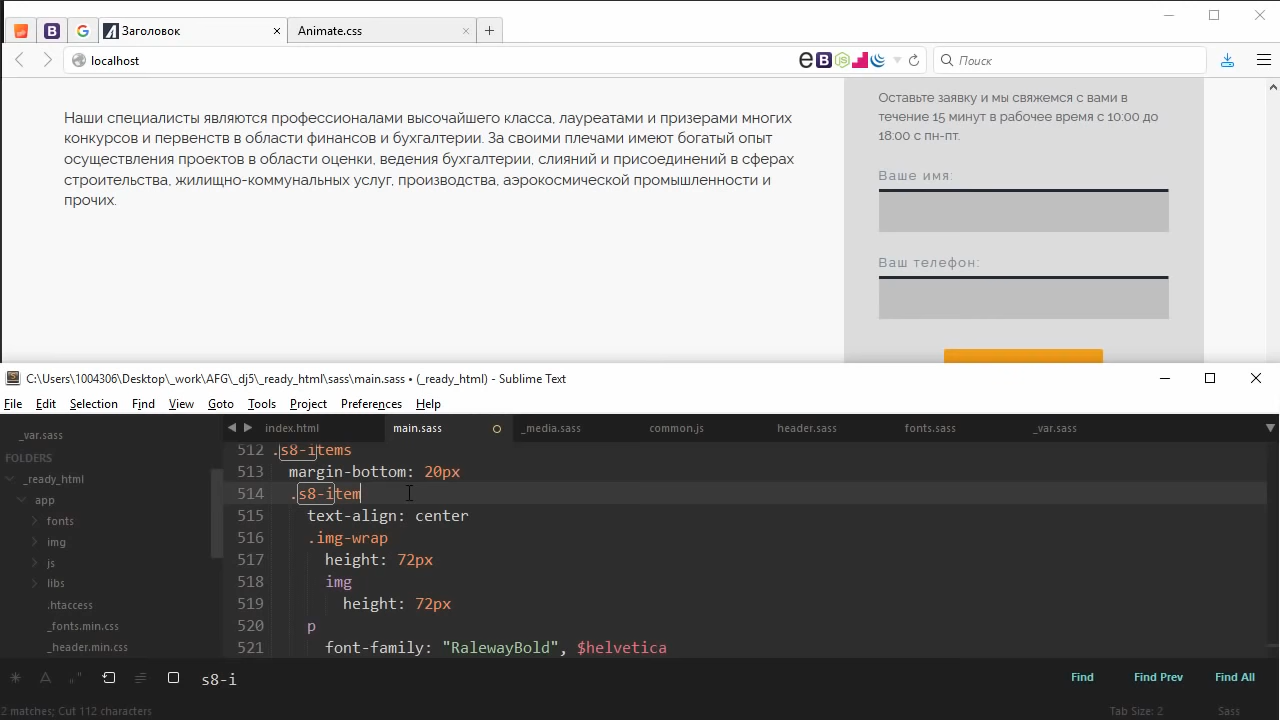 Заголовок
Animate.css
localhost
Поиск
Наши специалисты являются профессионалами высочайшего класса, лауреатами и призерами многих
конкурсов и первенств в области финансов и бухгалтерии. За своими плечами имеют богатый опыт
осуществления проектов в области оценки, ведения бухгалтерии, слияний и присоединений в сферах
строительства, жилищно-коммунальных услуг, производства, аэрокосмической промышленности и
прочих.
Оставьте заявку и мы свяжемся с вами в
течение 15 минут в рабочее время с 10:00 до
18:00 с пн-пт.
Ваше имя:
Ваш телефон:
C:\Users\1004306\Desktop\_work\AFG\_dj5\_ready_html\sass\main.sass • (_ready_html) - Sublime Text
File Edit Selection Find View Goto Tools Project Preferences Help
index.html main.sass _media.sass common.js header.sass fonts.sass _var.sass
_var.sass
FOLDERS
_ready_html
app
fonts
img
js
libs
.htaccess
_fonts.min.css
_header.min.css
512 .s8-items
513 margin-bottom: 20px
514 .s8-item
515 text-align: center
516 .img-wrap
517 height: 72px
518 img
519 height: 72px
520 p
521 font-family: "RalewayBold", $helvetica
s8-i
Find Find Prev Find All
2 matches; Cut 112 characters
Tab Size: 2 Sass